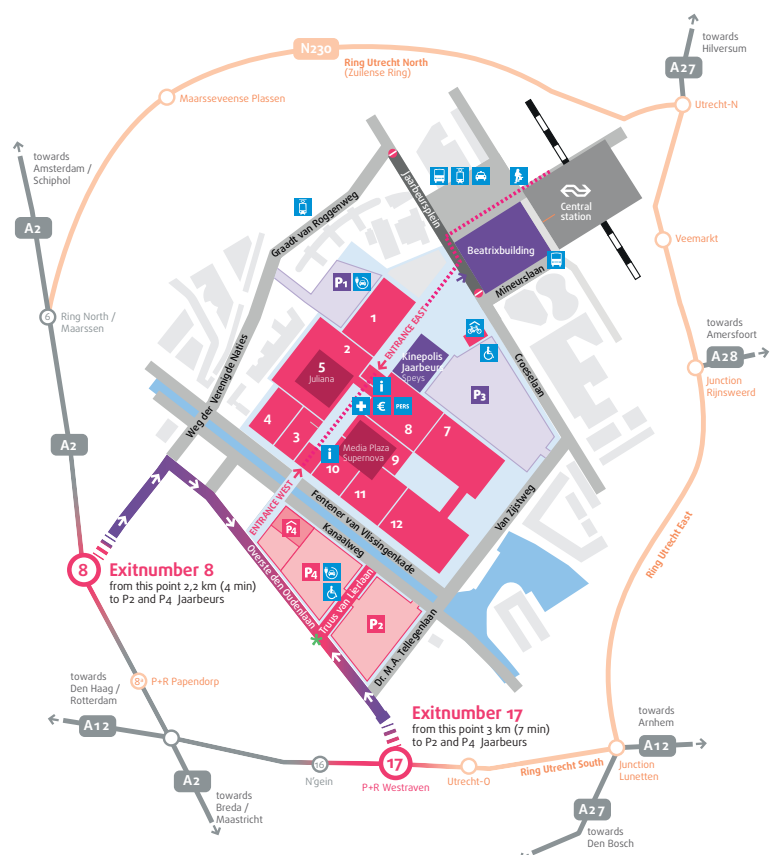 towards
Hilversum
A27
N230
Ring Utrecht North
(Zuilense Ring)
Maarsseveense Plassen
Utrecht-N
towards
Amsterdam /
Schiphol
A2
Jaarbeursplein
Central
station
Graadt van Roggenweg
Beatrixbuilding
Veemarkt
Mineurslaan
P1
1
ENTRANCE EAST
6
Ring North /
Maarssen
2
Kinepolis
Jaarbeurs
Speys
Croeselaan
towards
Amersfoort
A28
Junction
Rijnsweerd
5
Juliana
Weg der Verenigde Naties
i
P3
+
€
PERS
4
3
8
7
A2
Media Plaza
Supernova
i
10
9
11
12
ENTRANCE WEST
Fentener van Vlissingenkade
Kanaalweg
Van Zijstweg
Ring Utrecht East
P4
8
Exitnumber 8
from this point 2,2 km (4 min)
to P2 and P4 Jaarbeurs
Overste den Oudenlaan
P4
Truus van Lierlaan
P2
Dr. M.A. Tellegenlaan
*
towards
Den Haag /
Rotterdam
8a
P+R Papendorp
Exitnumber 17
from this point 3 km (7 min)
to P2 and P4 Jaarbeurs
A12
towards
Arnhem
A12
A2
16
N'gein
17
P+R Westraven
Utrecht-O
Ring Utrecht South
Junction
Lunetten
towards
Breda /
Maastricht
A27
towards
Den Bosch